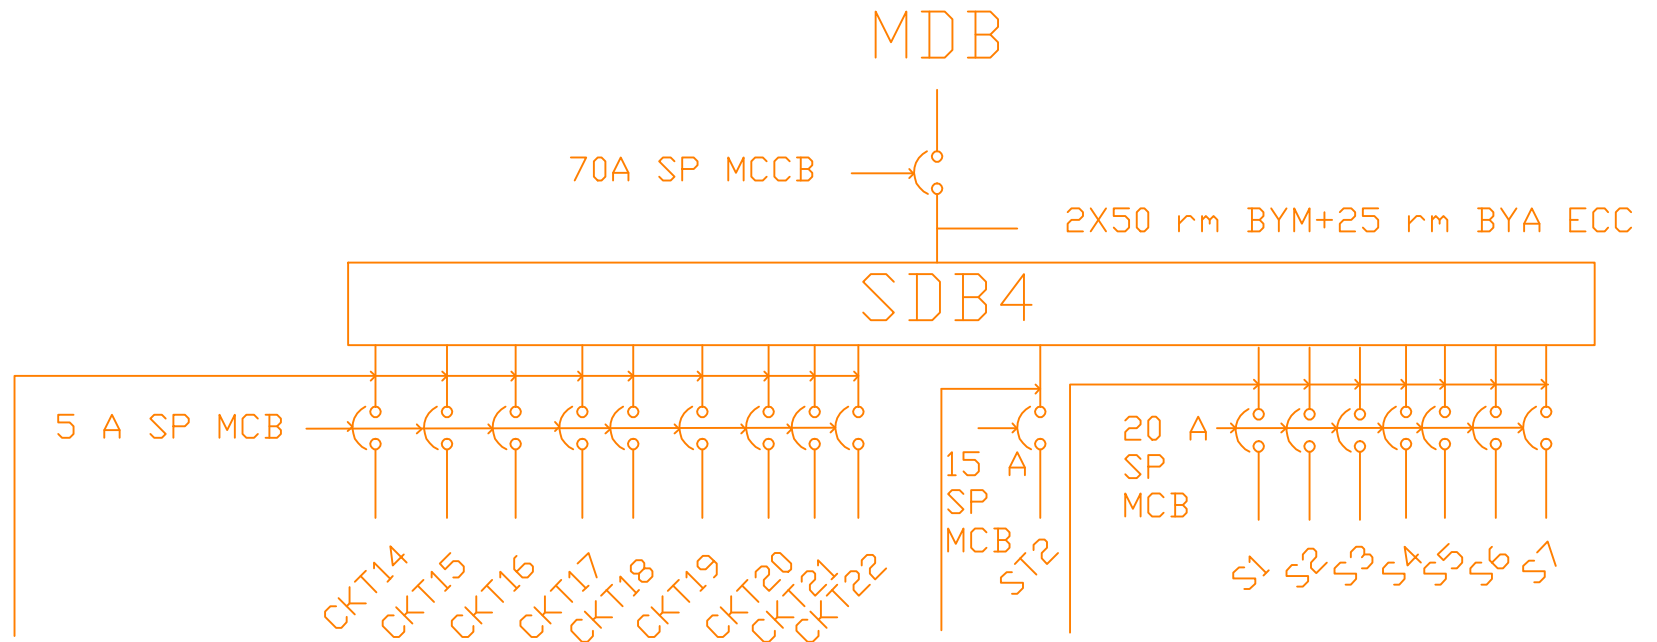 MDB
70A SP MCCB
2X50 rm BYM+25 rm BYA ECC
SDB4
5 A SP MCB
15 A
SP
MCB
20 A
SP
MCB
CKT14
CKT15
CKT16
CKT17
CKT18
CKT19
CKT20
CKT21
CKT22
ST2
S1
S2
S3
S4
S5
S6
S7